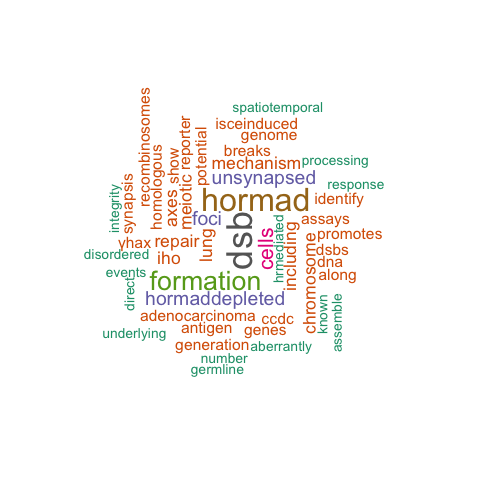 spatiotemporal
isceinduced
genome
breaks
mechanism
processing
unsynapsed
response
hormad
identify
recombinosomes
homologous
synapsis
integrity
axes show
meiotic reporter
potential
foci
dsb
cells
hrmediated
including
assays
promotes
chromosome
dsbs
dna
along
γhax
repair
lung
iho
disordered
events
direct
formation
hormaddepleted
known
assemble
adenocarcinoma
ccdc
antigen
genes
underlying
generation
aberrantly
number
germline